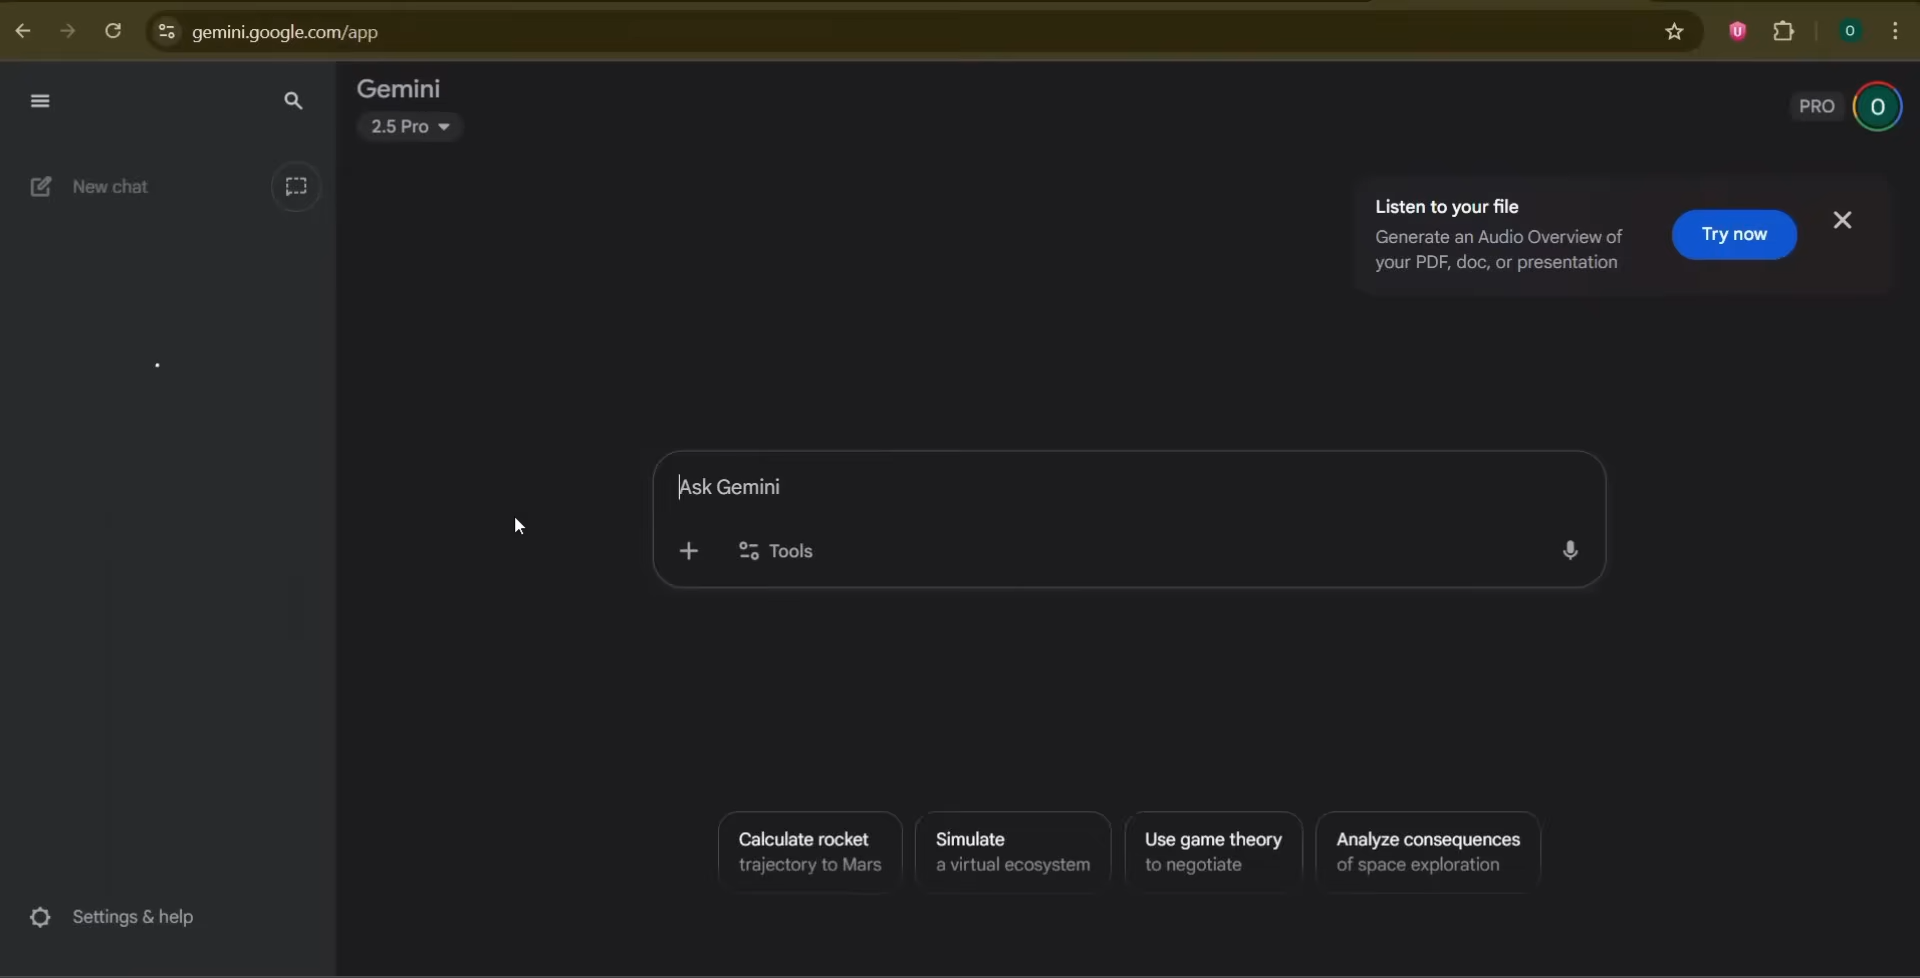 gemini.google.com/app
O
Gemini
2.5 Pro
PRO
O
New chat
Listen to your file
Generate an Audio Overview of
your PDF, doc, or presentation
Try now
Ask Gemini
Tools
Calculate rocket
trajectory to Mars
Simulate
a virtual ecosystem
Use game theory
to negotiate
Analyze consequences
of space exploration
Settings & help